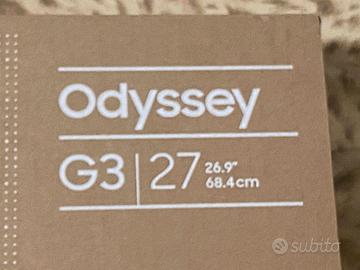 Odyssey
G3 27 26.9"
68.4cm
subito